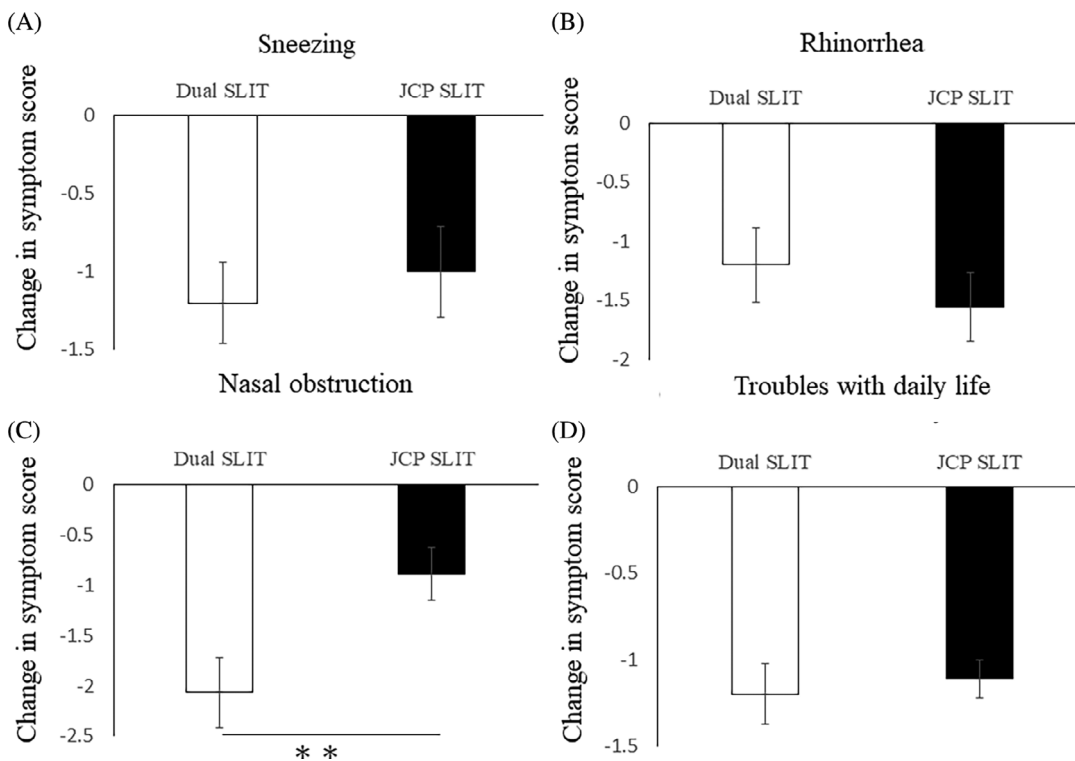 (A)
Sneezing
Change in symptom score
Dual SLIT
JCP SLIT
0
-0.5
-1
-1.5
(B)
Rhinorrhea
Change in symptom score
Dual SLIT
JCP SLIT
0
-0.5
-1
-1.5
-2
(C)
Nasal obstruction
Change in symptom score
Dual SLIT
JCP SLIT
0
-0.5
-1
-1.5
-2
-2.5
* *
(D)
Troubles with daily life
Change in symptom score
Dual SLIT
JCP SLIT
0
-0.5
-1
-1.5